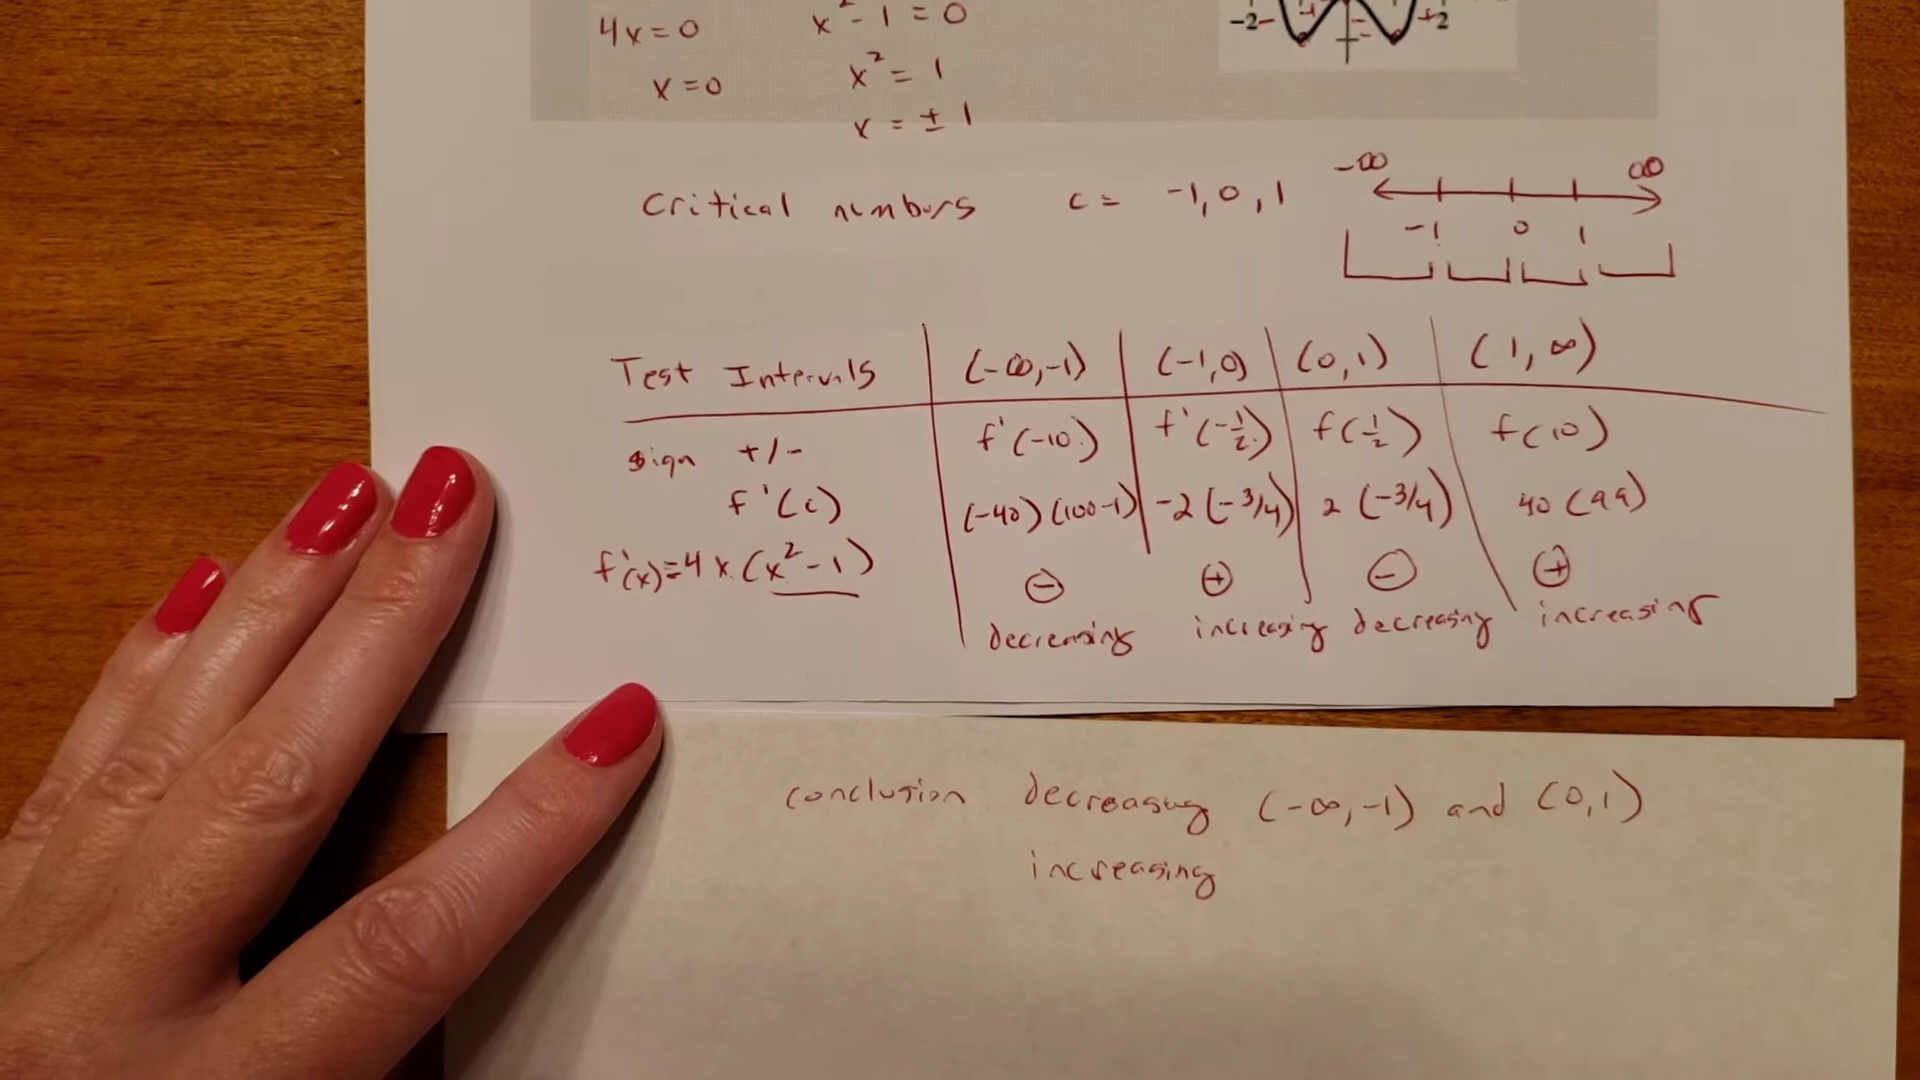 4x=0 x² - 1 = 0 -2 +2
x=0 x² = 1
x = ± 1
Critical numbers c = -1, 0, 1 -∞ ∞
-1 0 1
Test Intervals (-∞,-1) (-1,0) (0,1) (1,∞)
sign +/- f'(-10) f'(-1/2) f(1/2) f(10)
f'(c) (-40)(100-1) -2(-3/4) 2(-3/4) 40(99)
f'(x)=4x(x²-1) - + - +
decreasing increasing decreasing increasing
conclusion decreasing (-∞,-1) and (0,1)
increasing